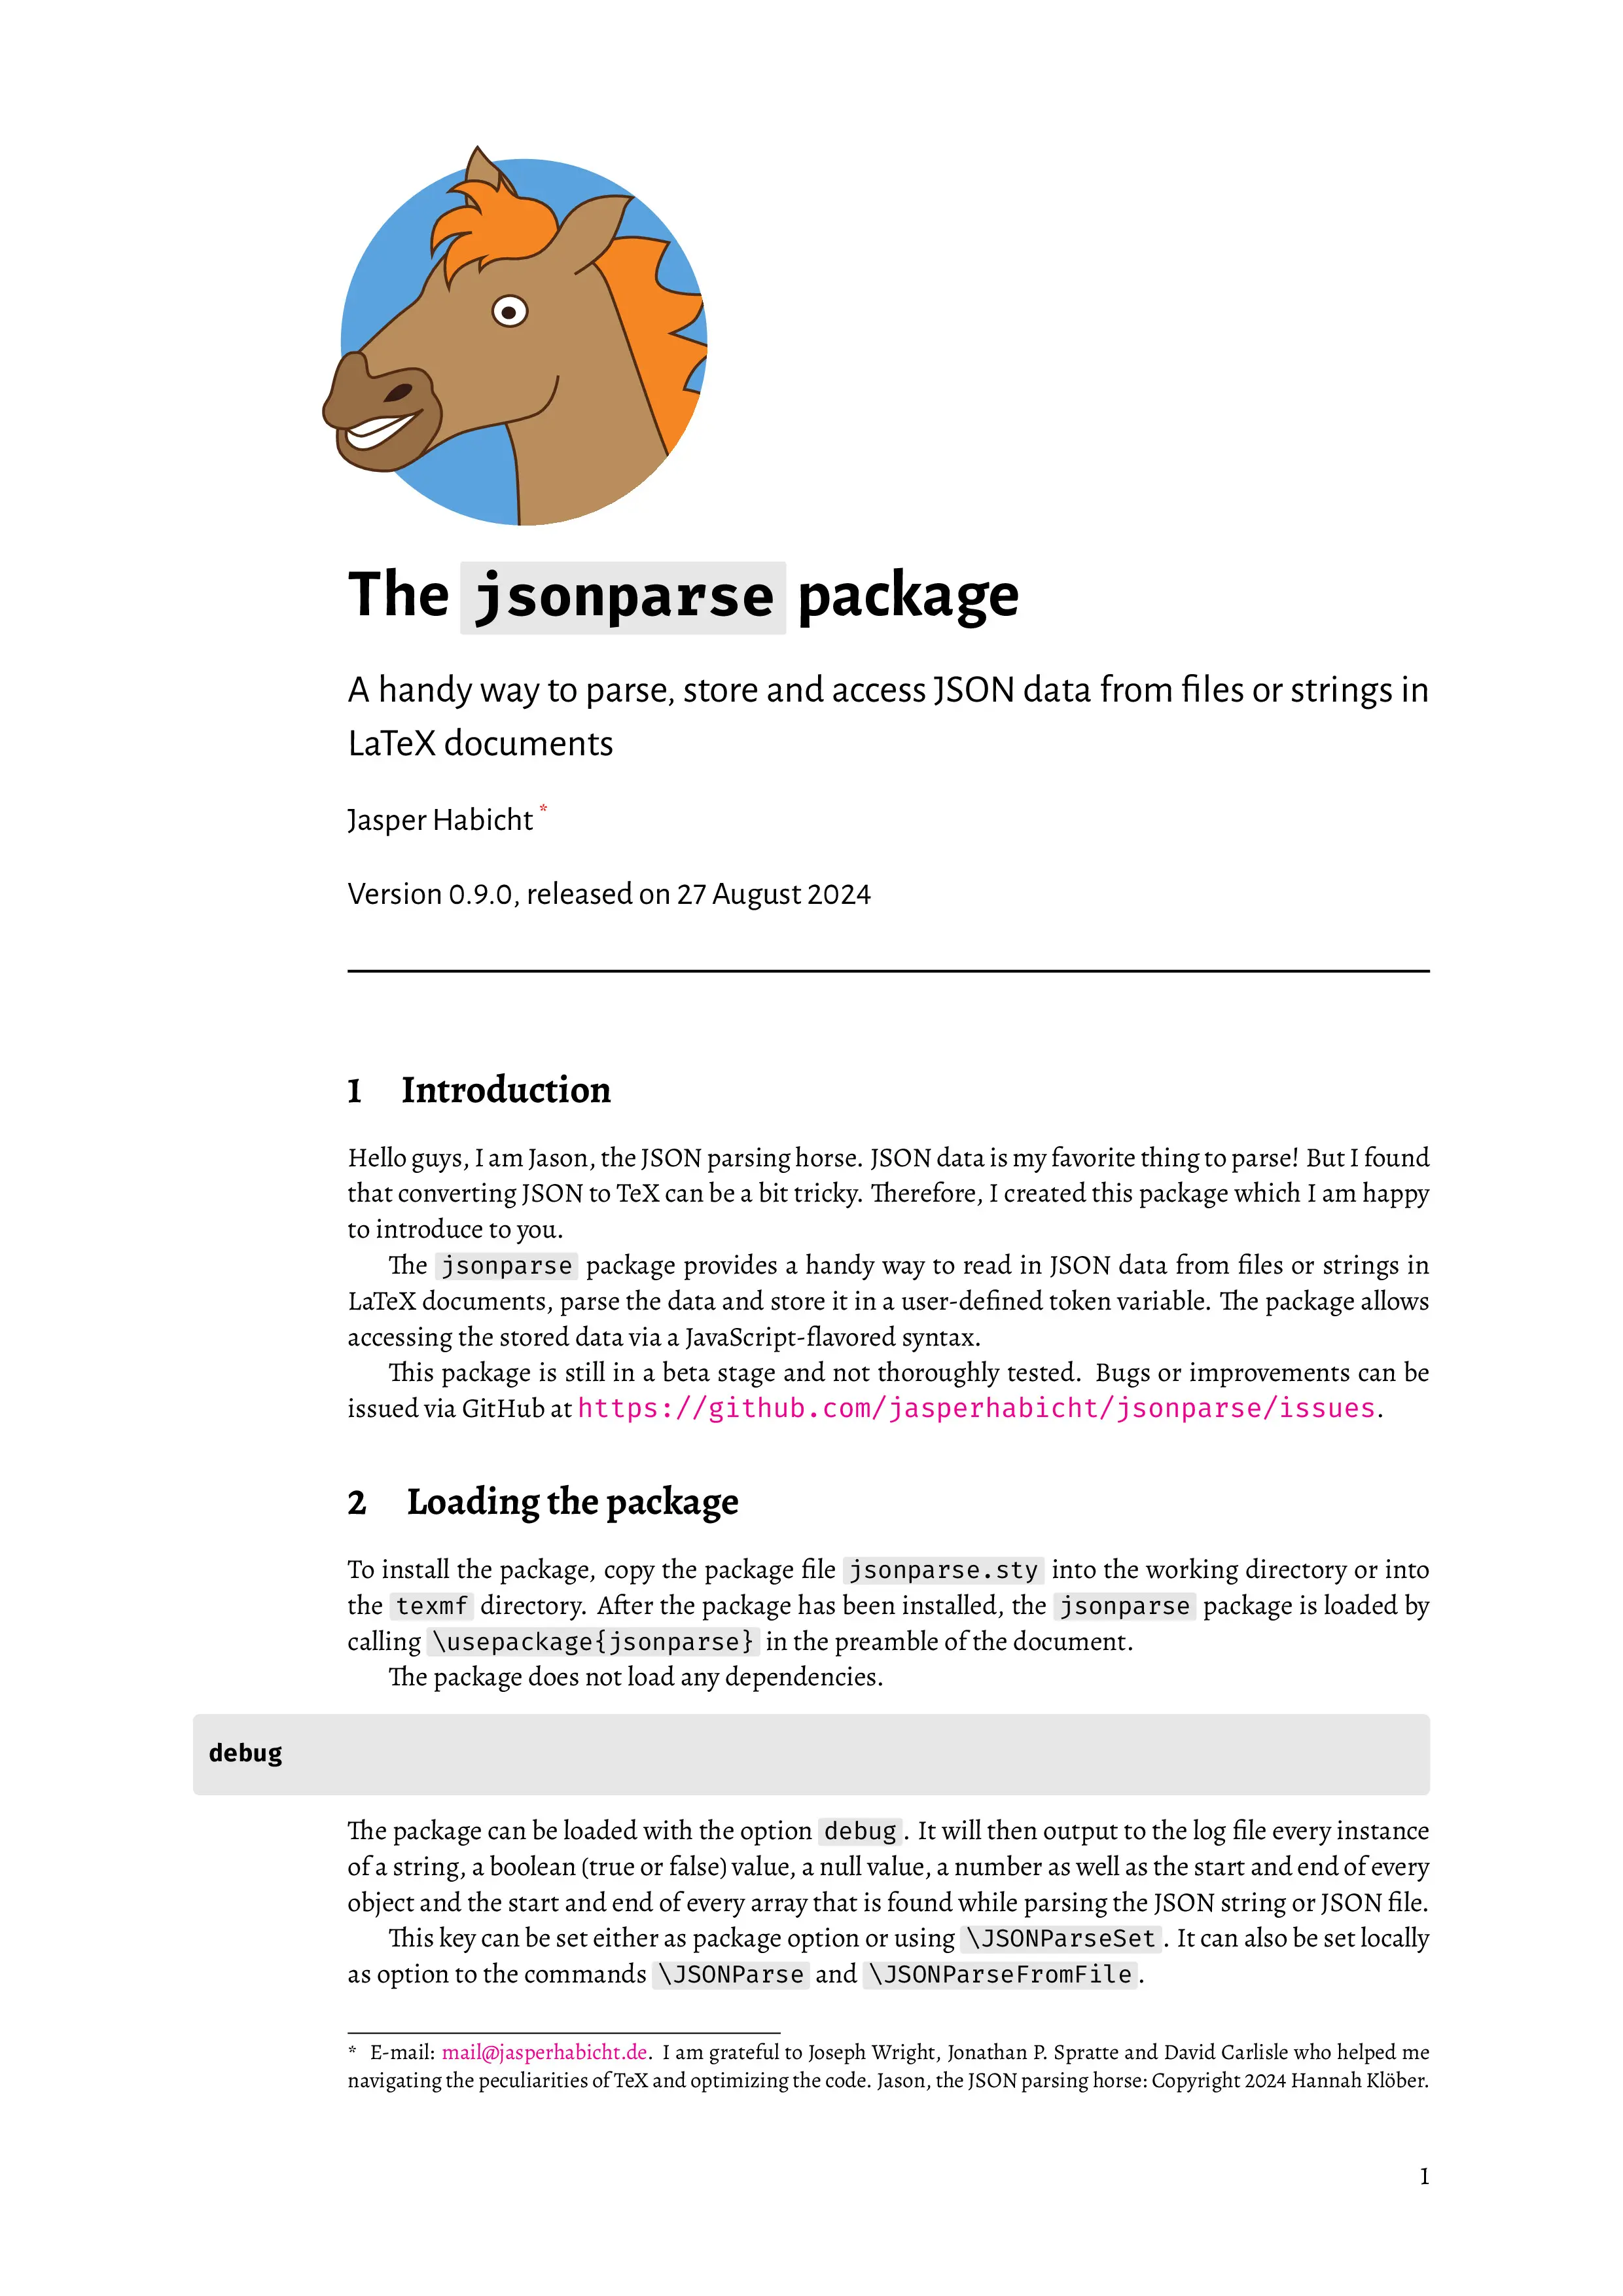 The jsonparse package
A handy way to parse, store and access JSON data from files or strings in
LaTeX documents
Jasper Habicht *
Version 0.9.0, released on 27 August 2024
1 Introduction
Hello guys, I am Jason, the JSON parsing horse. JSON data is my favorite thing to parse! But I found
that converting JSON to TeX can be a bit tricky. Therefore, I created this package which I am happy
to introduce to you.
The jsonparse package provides a handy way to read in JSON data from files or strings in
LaTeX documents, parse the data and store it in a user-defined token variable. The package allows
accessing the stored data via a JavaScript-flavored syntax.
This package is still in a beta stage and not thoroughly tested. Bugs or improvements can be
issued via GitHub at https://github.com/jasperhabicht/jsonparse/issues.
2 Loading the package
To install the package, copy the package file jsonparse.sty into the working directory or into
the texmf directory. After the package has been installed, the jsonparse package is loaded by
calling \usepackage{jsonparse} in the preamble of the document.
The package does not load any dependencies.
debug
The package can be loaded with the option debug. It will then output to the log file every instance
of a string, a boolean (true or false) value, a null value, a number as well as the start and end of every
object and the start and end of every array that is found while parsing the JSON string or JSON file.
This key can be set either as package option or using \JSONParseSet. It can also be set locally
as option to the commands \JSONParse and \JSONParseFromFile.
* E-mail: mail@jasperhabicht.de. I am grateful to Joseph Wright, Jonathan P. Spratte and David Carlisle who helped me
navigating the peculiarities of TeX and optimizing the code. Jason, the JSON parsing horse: Copyright 2024 Hannah Klöber.
1